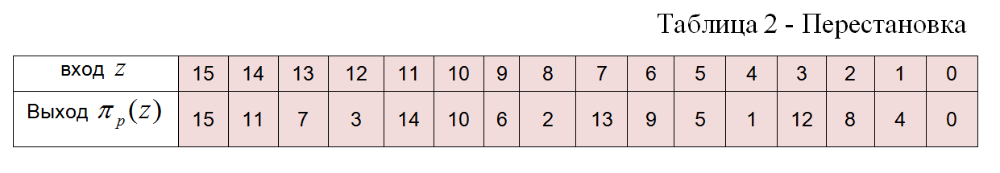 Таблица 2 - Перестановка
вход z 15 14 13 12 11 10 9 8 7 6 5 4 3 2 1 0
Выход π_p(z) 15 11 7 3 14 10 6 2 13 9 5 1 12 8 4 0